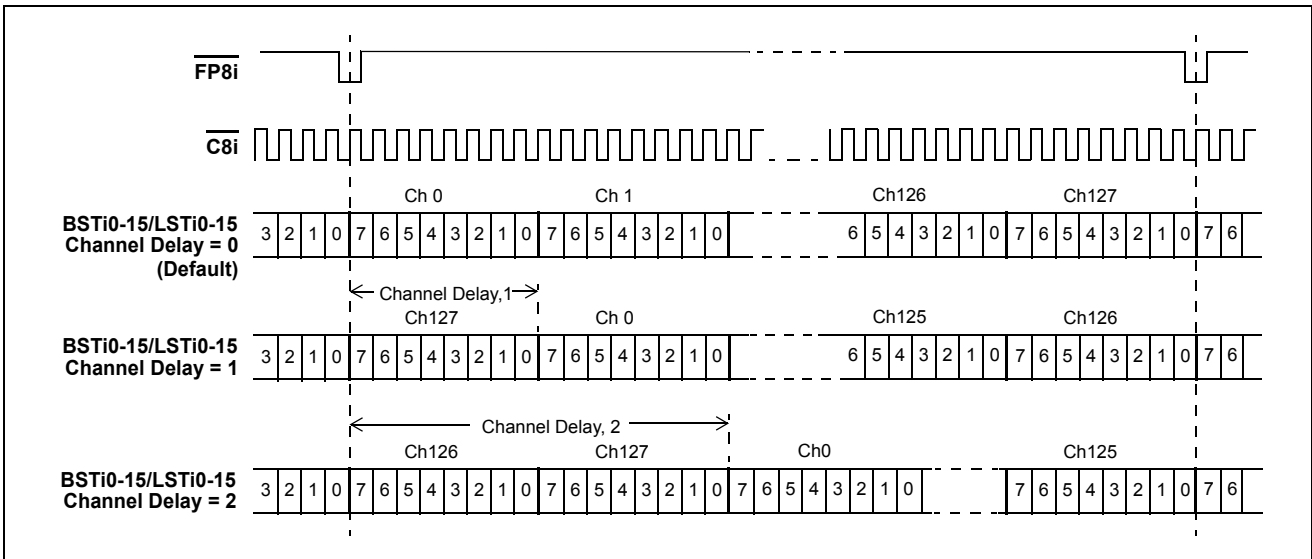 FP8i
C8i
Ch 0 Ch 1 Ch126 Ch127
BSTi0-15/LSTi0-15
Channel Delay = 0
(Default)
3 2 1 0 7 6 5 4 3 2 1 0 7 6 5 4 3 2 1 0 6 5 4 3 2 1 0 7 6 5 4 3 2 1 0 7 6
Channel Delay,1
Ch127 Ch 0 Ch125 Ch126
BSTi0-15/LSTi0-15
Channel Delay = 1
3 2 1 0 7 6 5 4 3 2 1 0 7 6 5 4 3 2 1 0 6 5 4 3 2 1 0 7 6 5 4 3 2 1 0 7 6
Channel Delay, 2
Ch126 Ch127 Ch0 Ch125
BSTi0-15/LSTi0-15
Channel Delay = 2
3 2 1 0 7 6 5 4 3 2 1 0 7 6 5 4 3 2 1 0 7 6 5 4 3 2 1 0 7 6 5 4 3 2 1 0 7 6